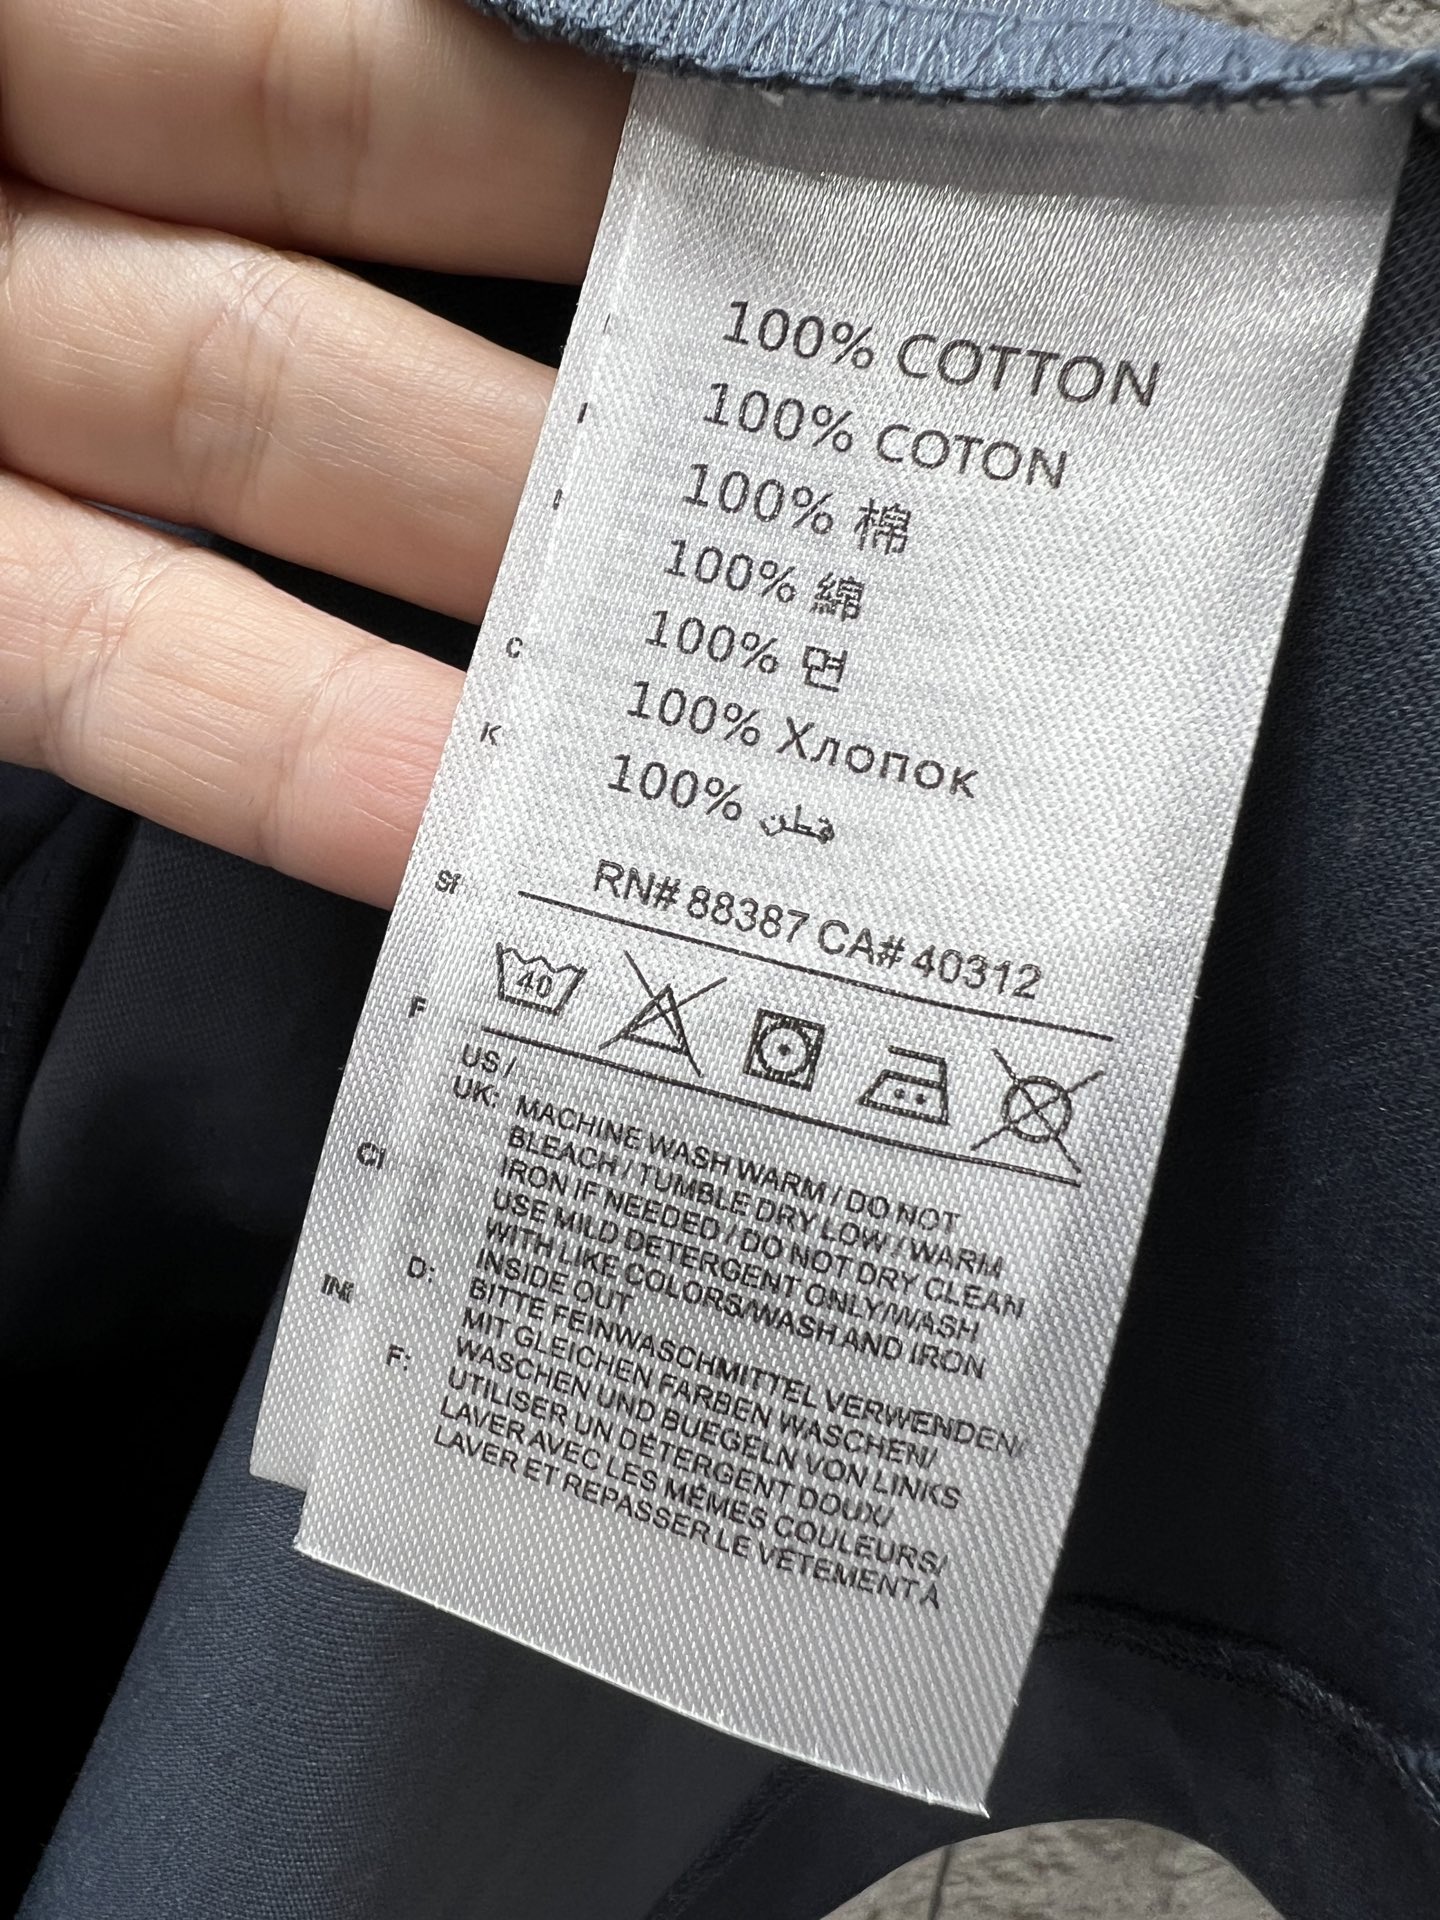 100% COTTON
100% COTON
100% 棉
100% 綿
100% 면
100% Хлопок
100% قطن
RN# 88387 CA# 40312
40
US /
UK: MACHINE WASH WARM / DO NOT
BLEACH / TUMBLE DRY LOW / WARM
IRON IF NEEDED / DO NOT DRY CLEAN
USE MILD DETERGENT ONLY/WASH
WITH LIKE COLORS/WASH AND IRON
INSIDE OUT
D: BITTE FEINWASCHMITTEL VERWENDEN/
MIT GLEICHEN FARBEN WASCHEN/
WASCHEN UND BUEGELN VON LINKS
F: UTILISER UN DÉTERGENT DOUX/
LAVER AVEC LES MÊMES COULEURS/
LAVER ET REPASSER LE VÊTEMENT À
C
K
F